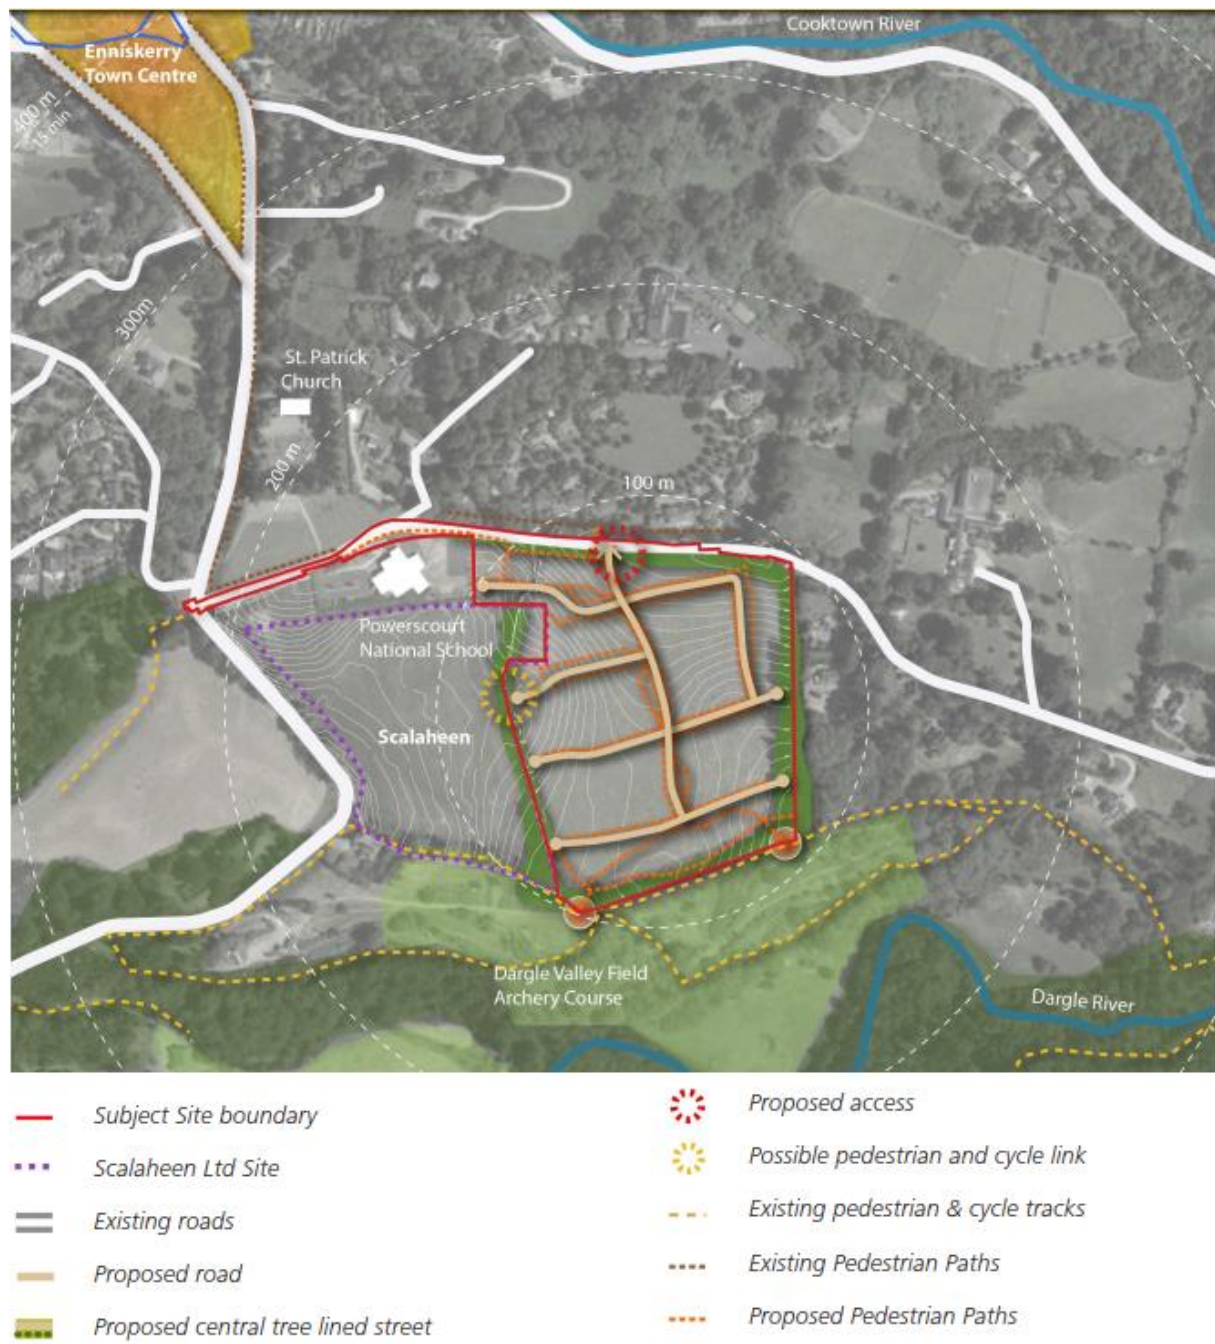 Cooktown River
Enniskerry
Town Centre
400 m
15 min
300m
St. Patrick
Church
200 m
100 m
Powerscourt
National School
Scalaheen
Dargle Valley Field
Archery Course
Dargle River
Subject Site boundary
Scalaheen Ltd Site
Existing roads
Proposed road
Proposed central tree lined street
Proposed access
Possible pedestrian and cycle link
Existing pedestrian & cycle tracks
Existing Pedestrian Paths
Proposed Pedestrian Paths